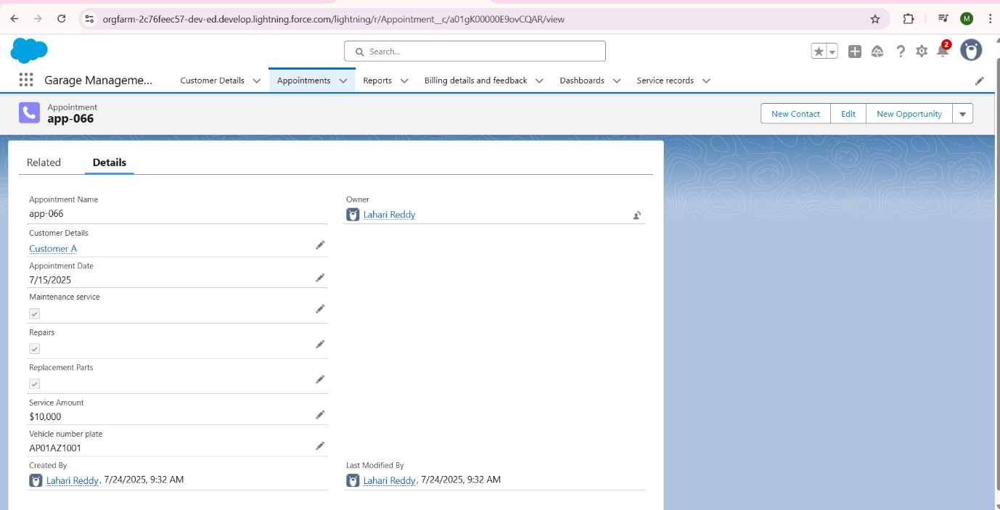 orgfarm-2c76feec57-dev-ed.develop.lightning.force.com/lightning/r/Appointment__c/a01gK00000E9ovCQAR/view
M
Search...
2
Garage Manageme...
Customer Details
Appointments
Reports
Billing details and feedback
Dashboards
Service records
Appointment
app-066
New Contact
Edit
New Opportunity
Related
Details
Appointment Name
app-066
Owner
Lahari Reddy
Customer Details
Customer A
Appointment Date
7/15/2025
Maintenance service
Repairs
Replacement Parts
Service Amount
$10,000
Vehicle number plate
AP01AZ1001
Created By
Lahari Reddy, 7/24/2025, 9:32 AM
Last Modified By
Lahari Reddy, 7/24/2025, 9:32 AM